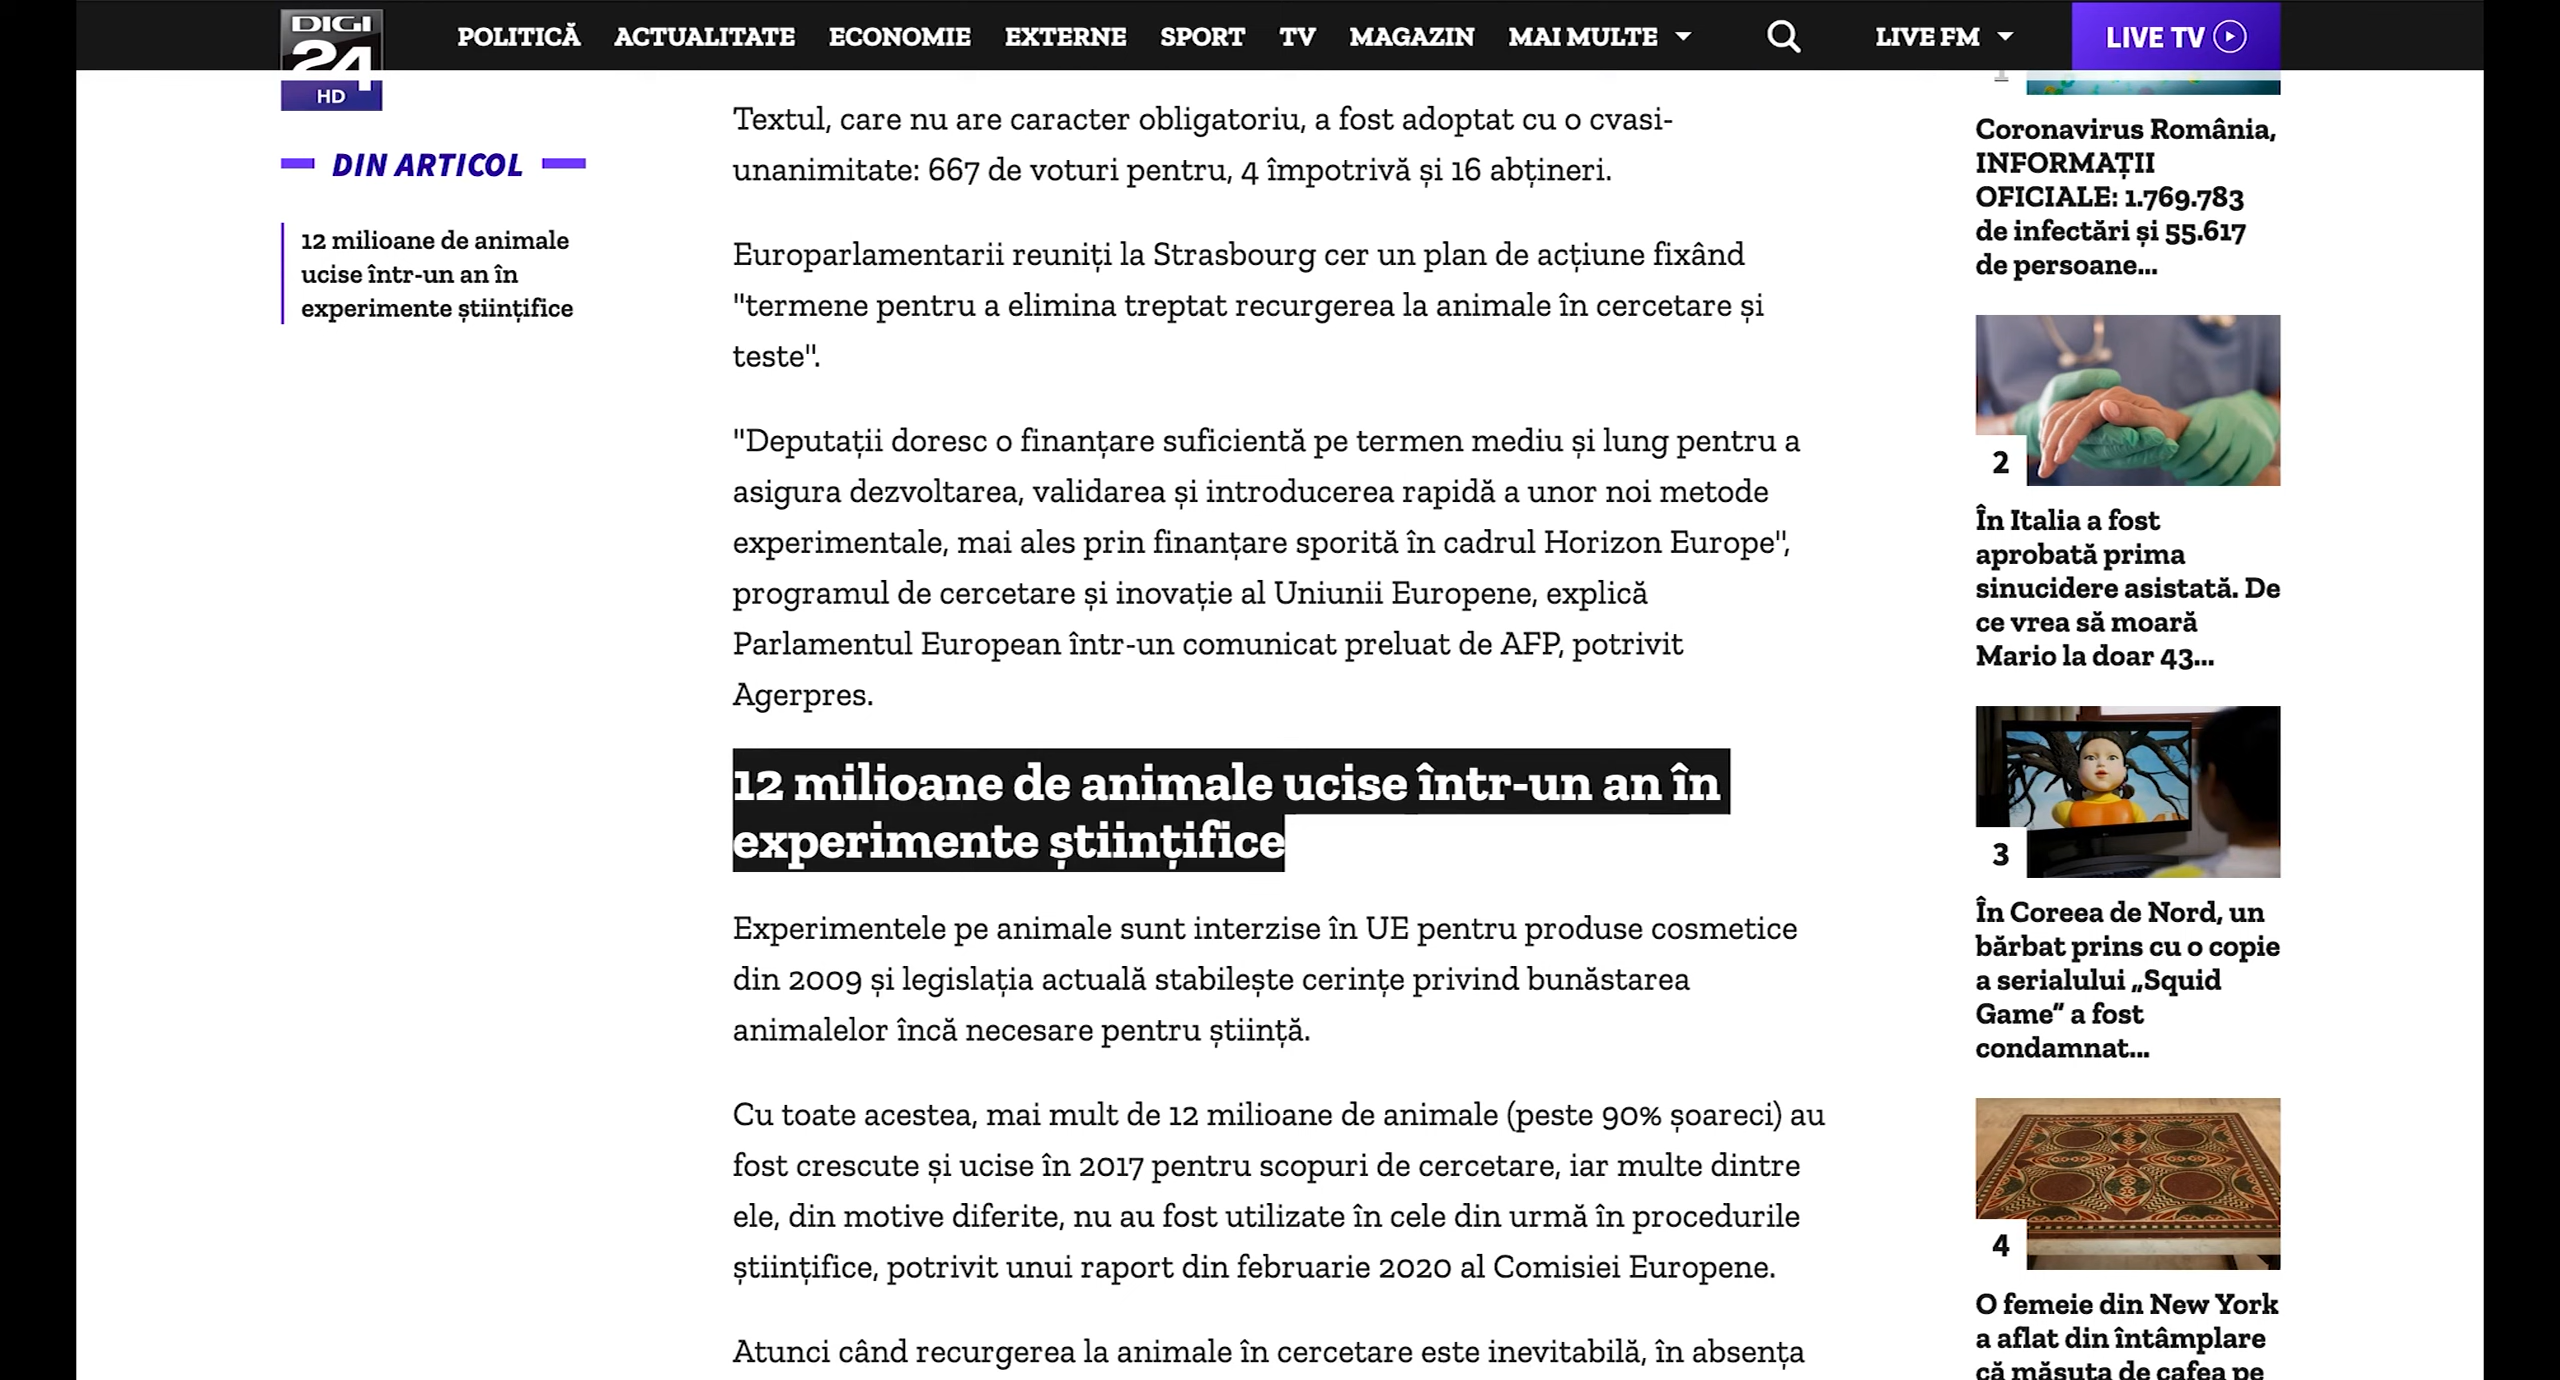 DIGI
24
HD
POLITICĂ ACTUALITATE ECONOMIE EXTERNE SPORT TV MAGAZIN MAI MULTE LIVE FM LIVE TV
DIN ARTICOL
12 milioane de animale
ucise într-un an în
experimente științifice
Textul, care nu are caracter obligatoriu, a fost adoptat cu o cvasi-
unanimitate: 667 de voturi pentru, 4 împotrivă și 16 abțineri.
Europarlamentarii reuniți la Strasbourg cer un plan de acțiune fixând
"termene pentru a elimina treptat recurgerea la animale în cercetare și
teste".
"Deputații doresc o finanțare suficientă pe termen mediu și lung pentru a
asigura dezvoltarea, validarea și introducerea rapidă a unor noi metode
experimentale, mai ales prin finanțare sporită în cadrul Horizon Europe",
programul de cercetare și inovație al Uniunii Europene, explică
Parlamentul European într-un comunicat preluat de AFP, potrivit
Agerpres.
12 milioane de animale ucise într-un an în
experimente științifice
Experimentele pe animale sunt interzise în UE pentru produse cosmetice
din 2009 și legislația actuală stabilește cerințe privind bunăstarea
animalelor încă necesare pentru știință.
Cu toate acestea, mai mult de 12 milioane de animale (peste 90% șoareci) au
fost crescute și ucise în 2017 pentru scopuri de cercetare, iar multe dintre
ele, din motive diferite, nu au fost utilizate în cele din urmă în procedurile
științifice, potrivit unui raport din februarie 2020 al Comisiei Europene.
Atunci când recurgerea la animale în cercetare este inevitabilă, în absența
1
Coronavirus România,
INFORMAȚII
OFICIALE: 1.769.783
de infectări și 55.617
de persoane...
2
În Italia a fost
aprobată prima
sinucidere asistată. De
ce vrea să moară
Mario la doar 43...
3
În Coreea de Nord, un
bărbat prins cu o copie
a serialului „Squid
Game” a fost
condamnat...
4
O femeie din New York
a aflat din întâmplare
că măsuța de cafea pe